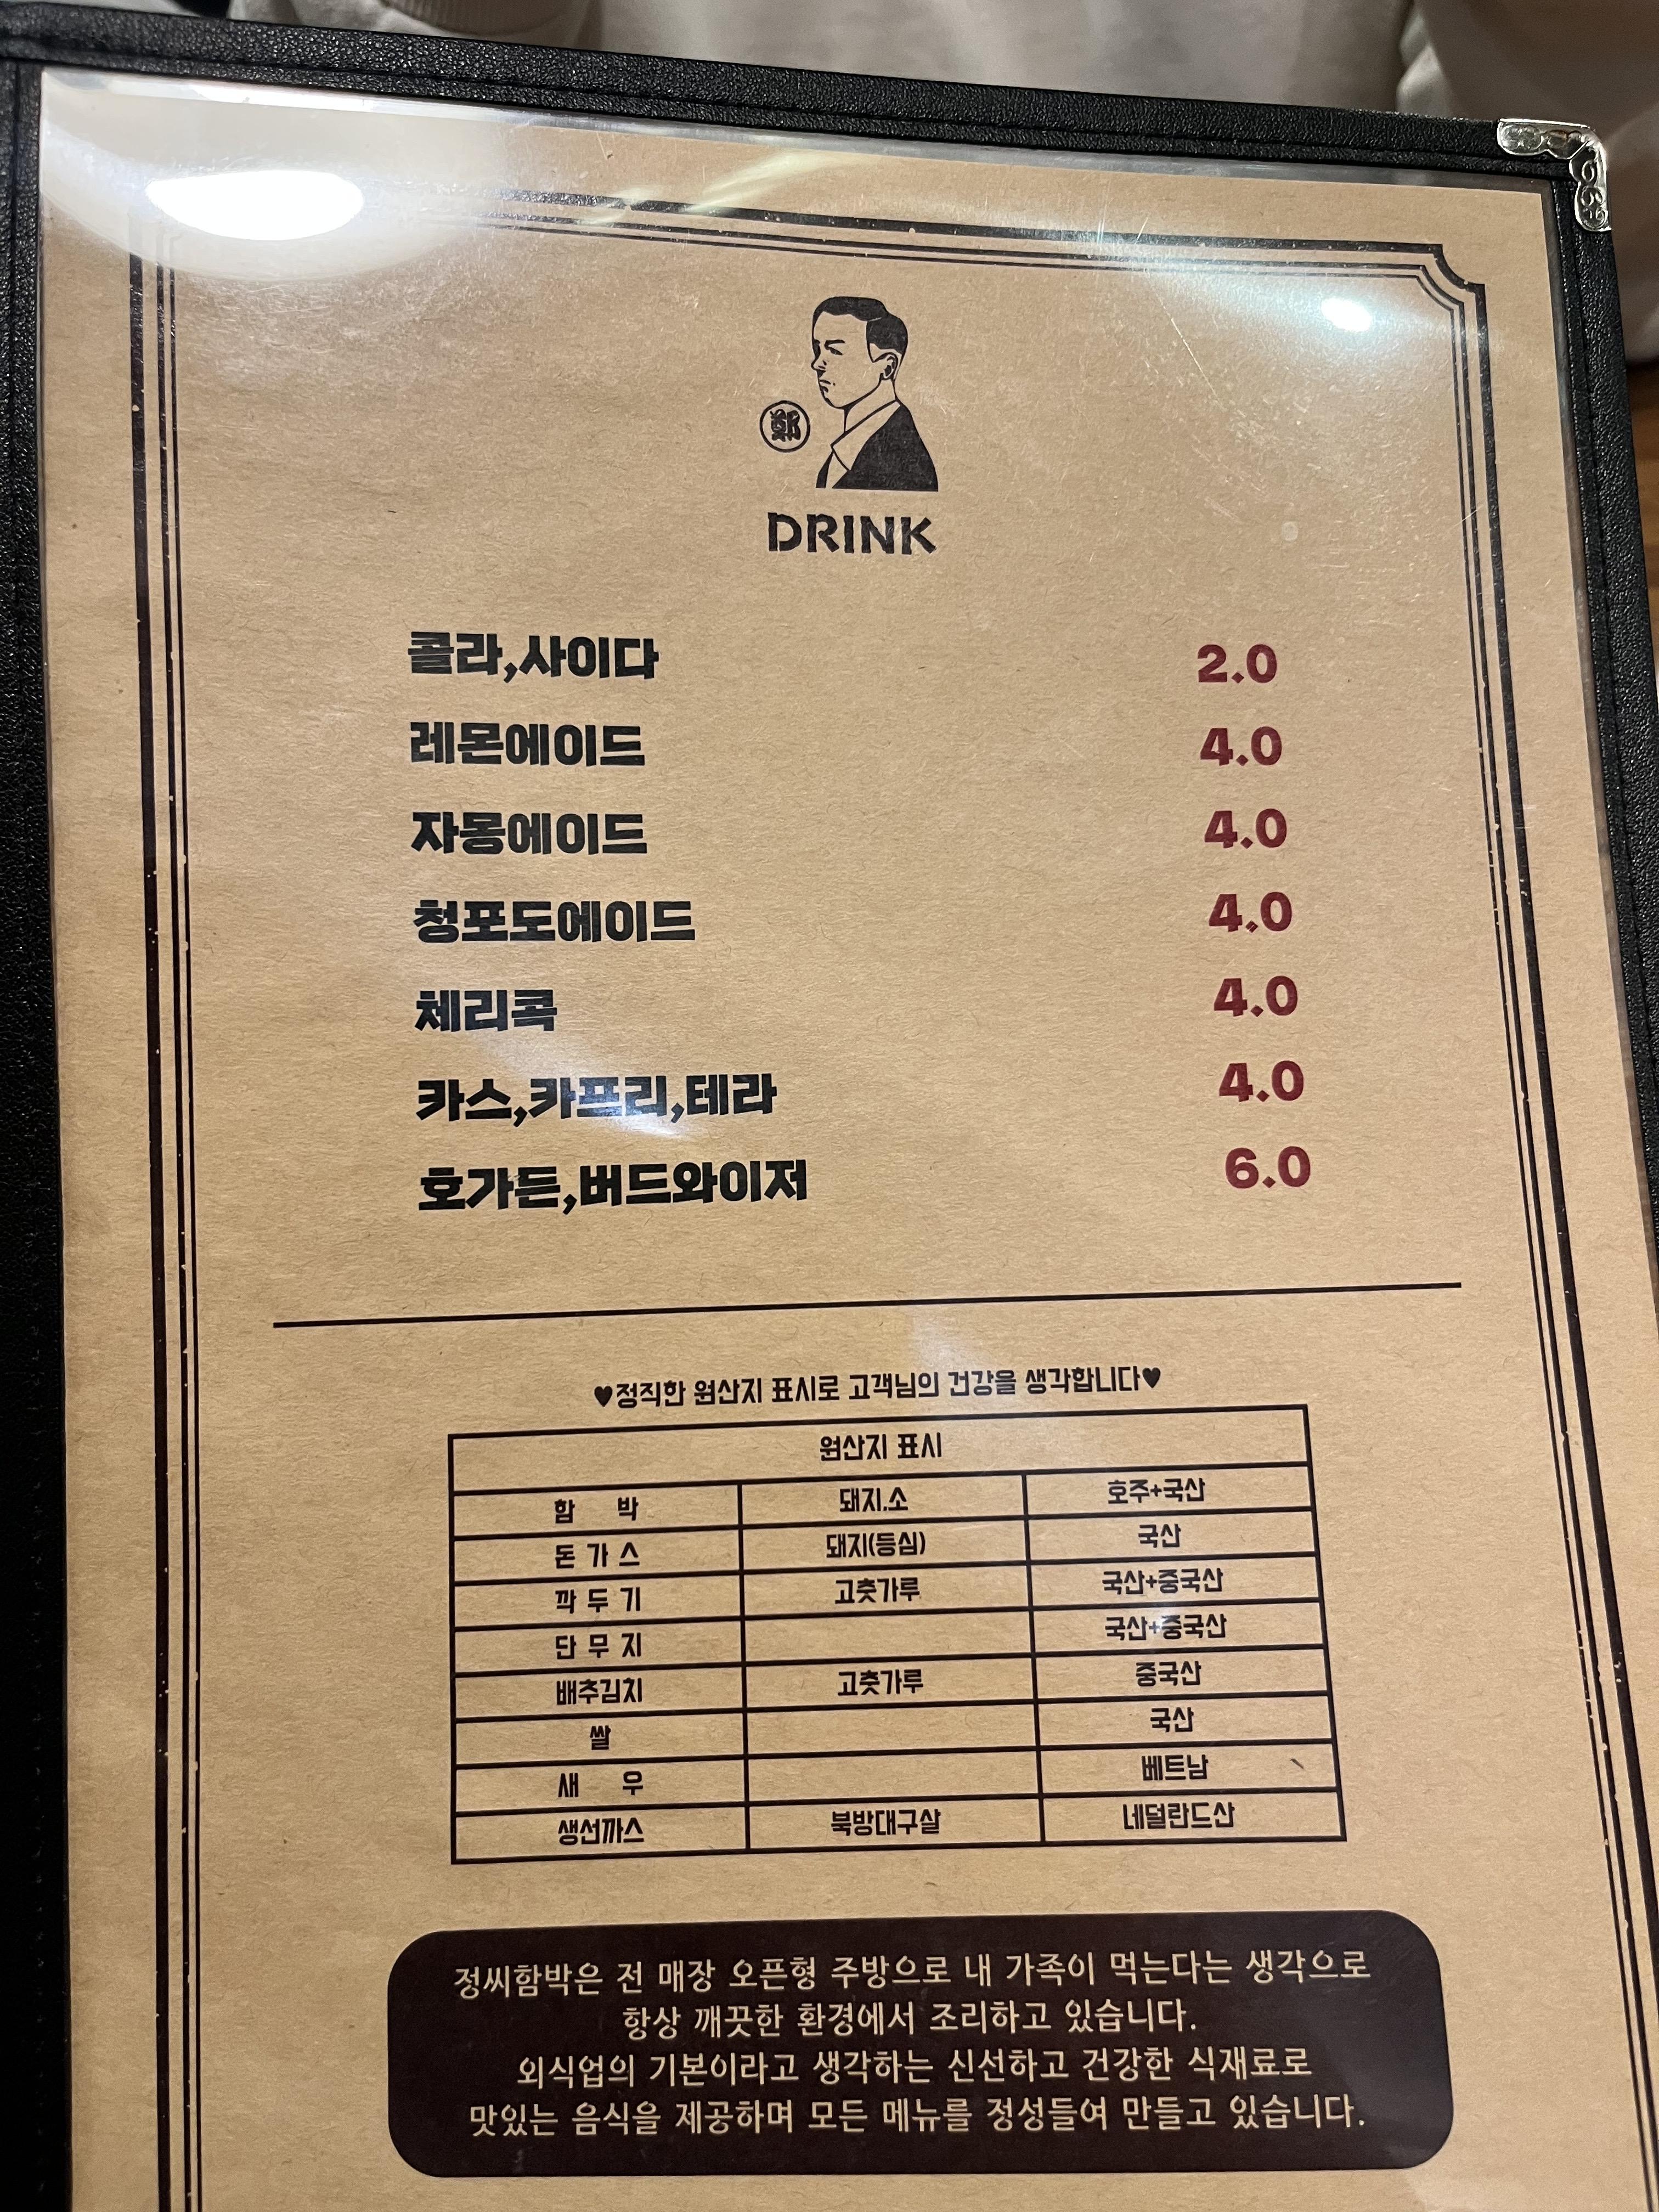 鄭
DRINK
콜라,사이다 2.0
레몬에이드 4.0
자몽에이드 4.0
청포도에이드 4.0
체리콕 4.0
카스,카프리,테라 4.0
호가든,버드와이저 6.0
♥정직한 원산지 표시로 고객님의 건강을 생각합니다♥
원산지 표시
함 박 돼지.소 호주+국산
돈 가 스 돼지(등심) 국산
깍 두 기 고춧가루 국산+중국산
단 무 지 국산+중국산
배추김치 고춧가루 중국산
쌀 국산
새 우 베트남
생선까스 북방대구살 네덜란드산
정씨함박은 전 매장 오픈형 주방으로 내 가족이 먹는다는 생각으로
항상 깨끗한 환경에서 조리하고 있습니다.
외식업의 기본이라고 생각하는 신선하고 건강한 식재료로
맛있는 음식을 제공하며 모든 메뉴를 정성들여 만들고 있습니다.